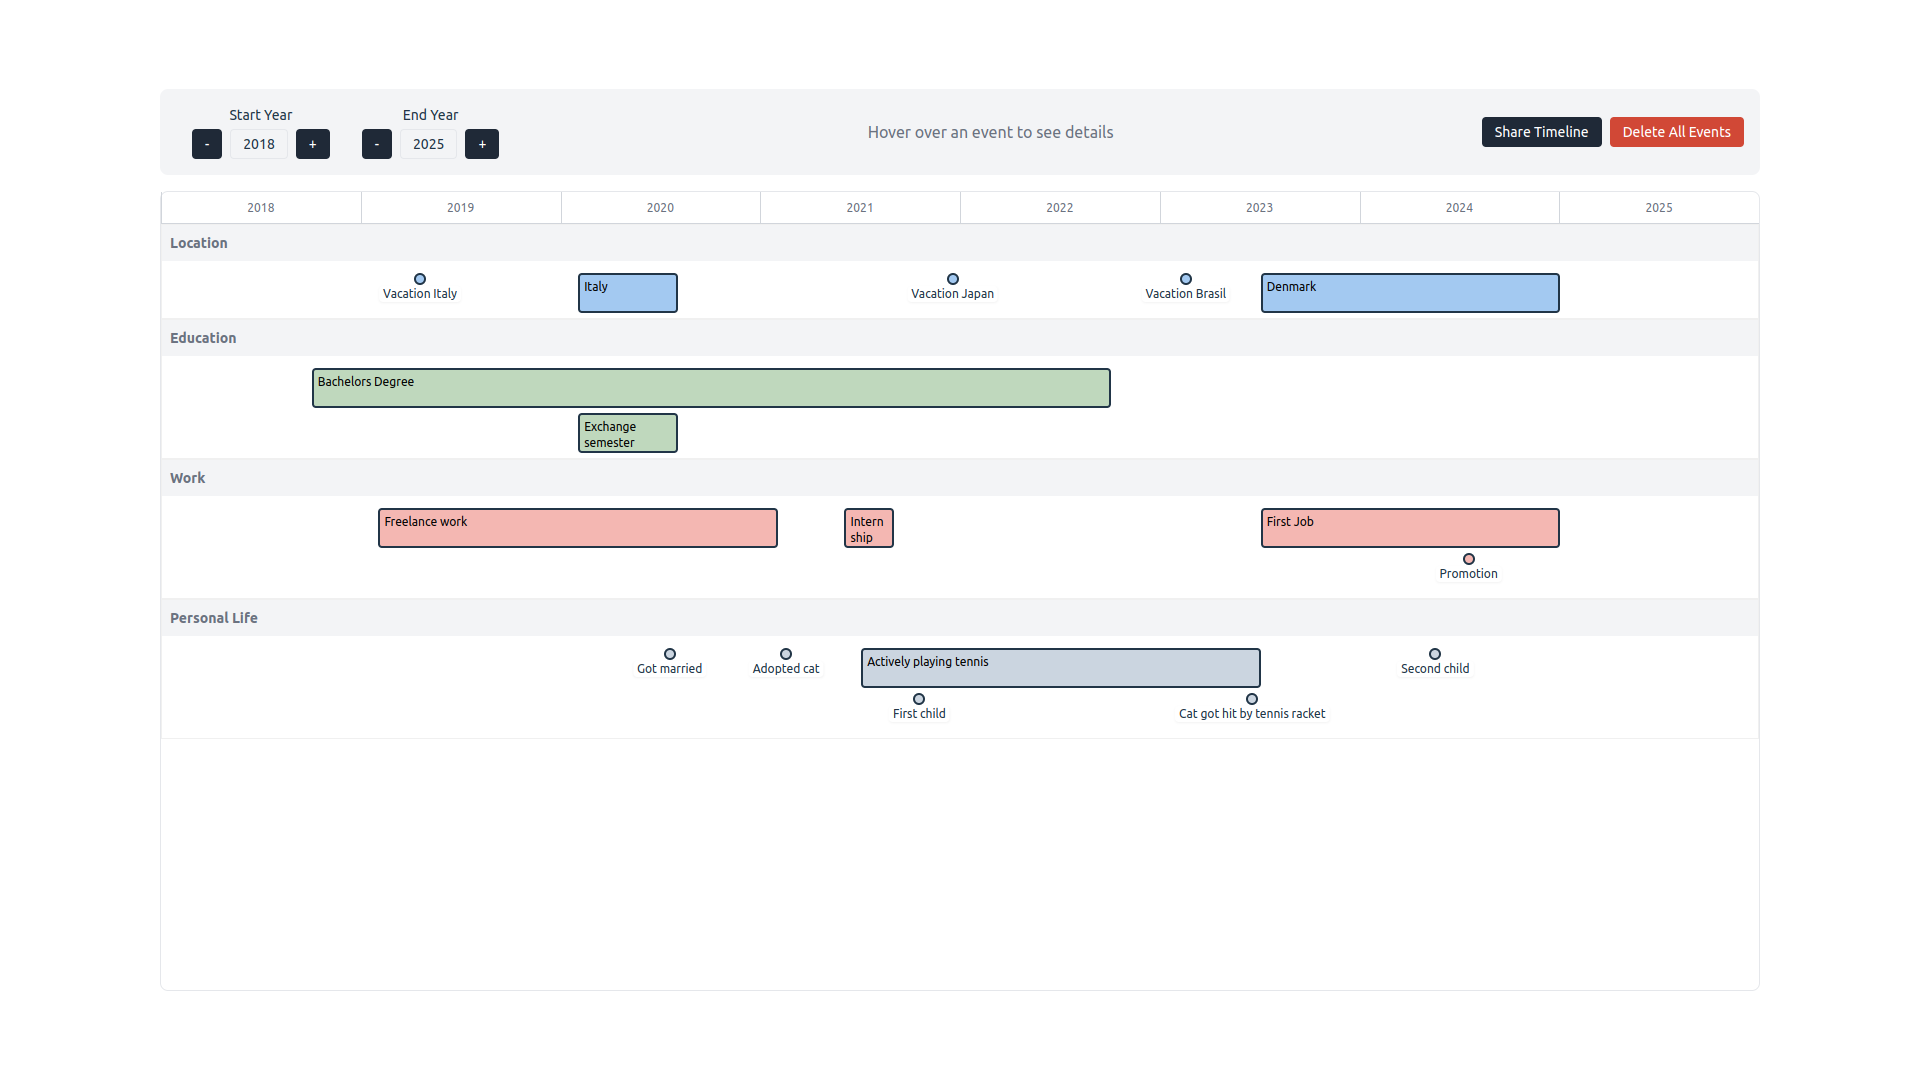 Start Year
End Year
- 2018 +
- 2025 +
Hover over an event to see details
Share Timeline
Delete All Events
2018 2019 2020 2021 2022 2023 2024 2025
Location
Vacation Italy
Italy
Vacation Japan
Vacation Brasil
Denmark
Education
Bachelors Degree
Exchange
semester
Work
Freelance work
Intern
ship
First Job
Promotion
Personal Life
Got married
Adopted cat
Actively playing tennis
Second child
First child
Cat got hit by tennis racket